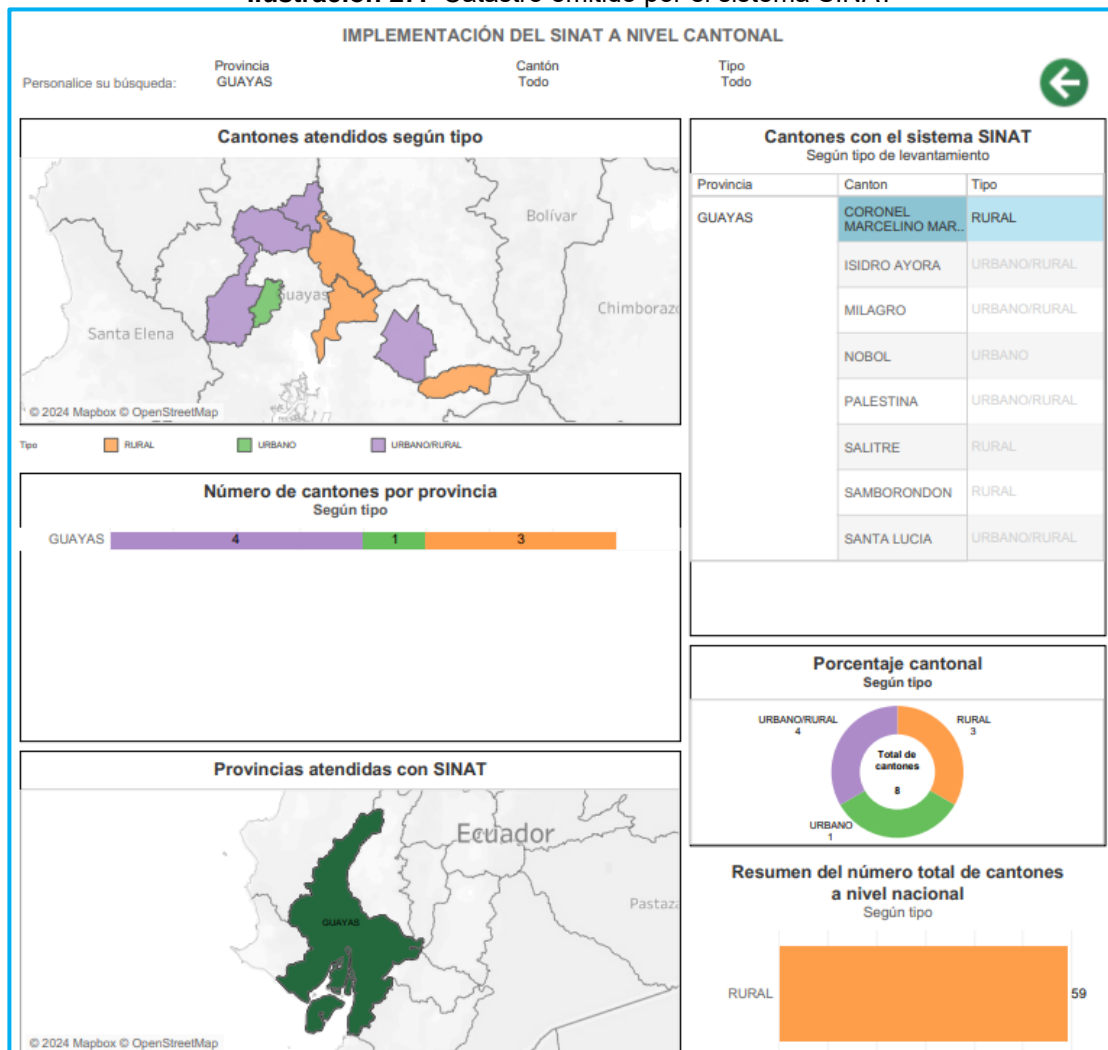 IMPLEMENTACIÓN DEL SINAT A NIVEL CANTONAL
Personalice su búsqueda:
Provincia
GUAYAS
Cantón
Todo
Tipo
Todo
Cantones atendidos según tipo
Bolívar
Guayas
Chimborazo
Santa Elena
© 2024 Mapbox © OpenStreetMap
Tipo RURAL URBANO URBANO/RURAL
Número de cantones por provincia
Según tipo
GUAYAS 4 1 3
Provincias atendidas con SINAT
Ecuador
Pastaza
GUAYAS
© 2024 Mapbox © OpenStreetMap
Cantones con el sistema SINAT
Según tipo de levantamiento
Provincia Canton Tipo
GUAYAS
CORONEL
MARCELINO MAR.. RURAL
ISIDRO AYORA URBANO/RURAL
MILAGRO URBANO/RURAL
NOBOL URBANO
PALESTINA URBANO/RURAL
SALITRE RURAL
SAMBORONDON RURAL
SANTA LUCIA URBANO/RURAL
Porcentaje cantonal
Según tipo
URBANO/RURAL
4
RURAL
3
Total de
cantones
8
URBANO
1
Resumen del número total de cantones
a nivel nacional
Según tipo
RURAL 59